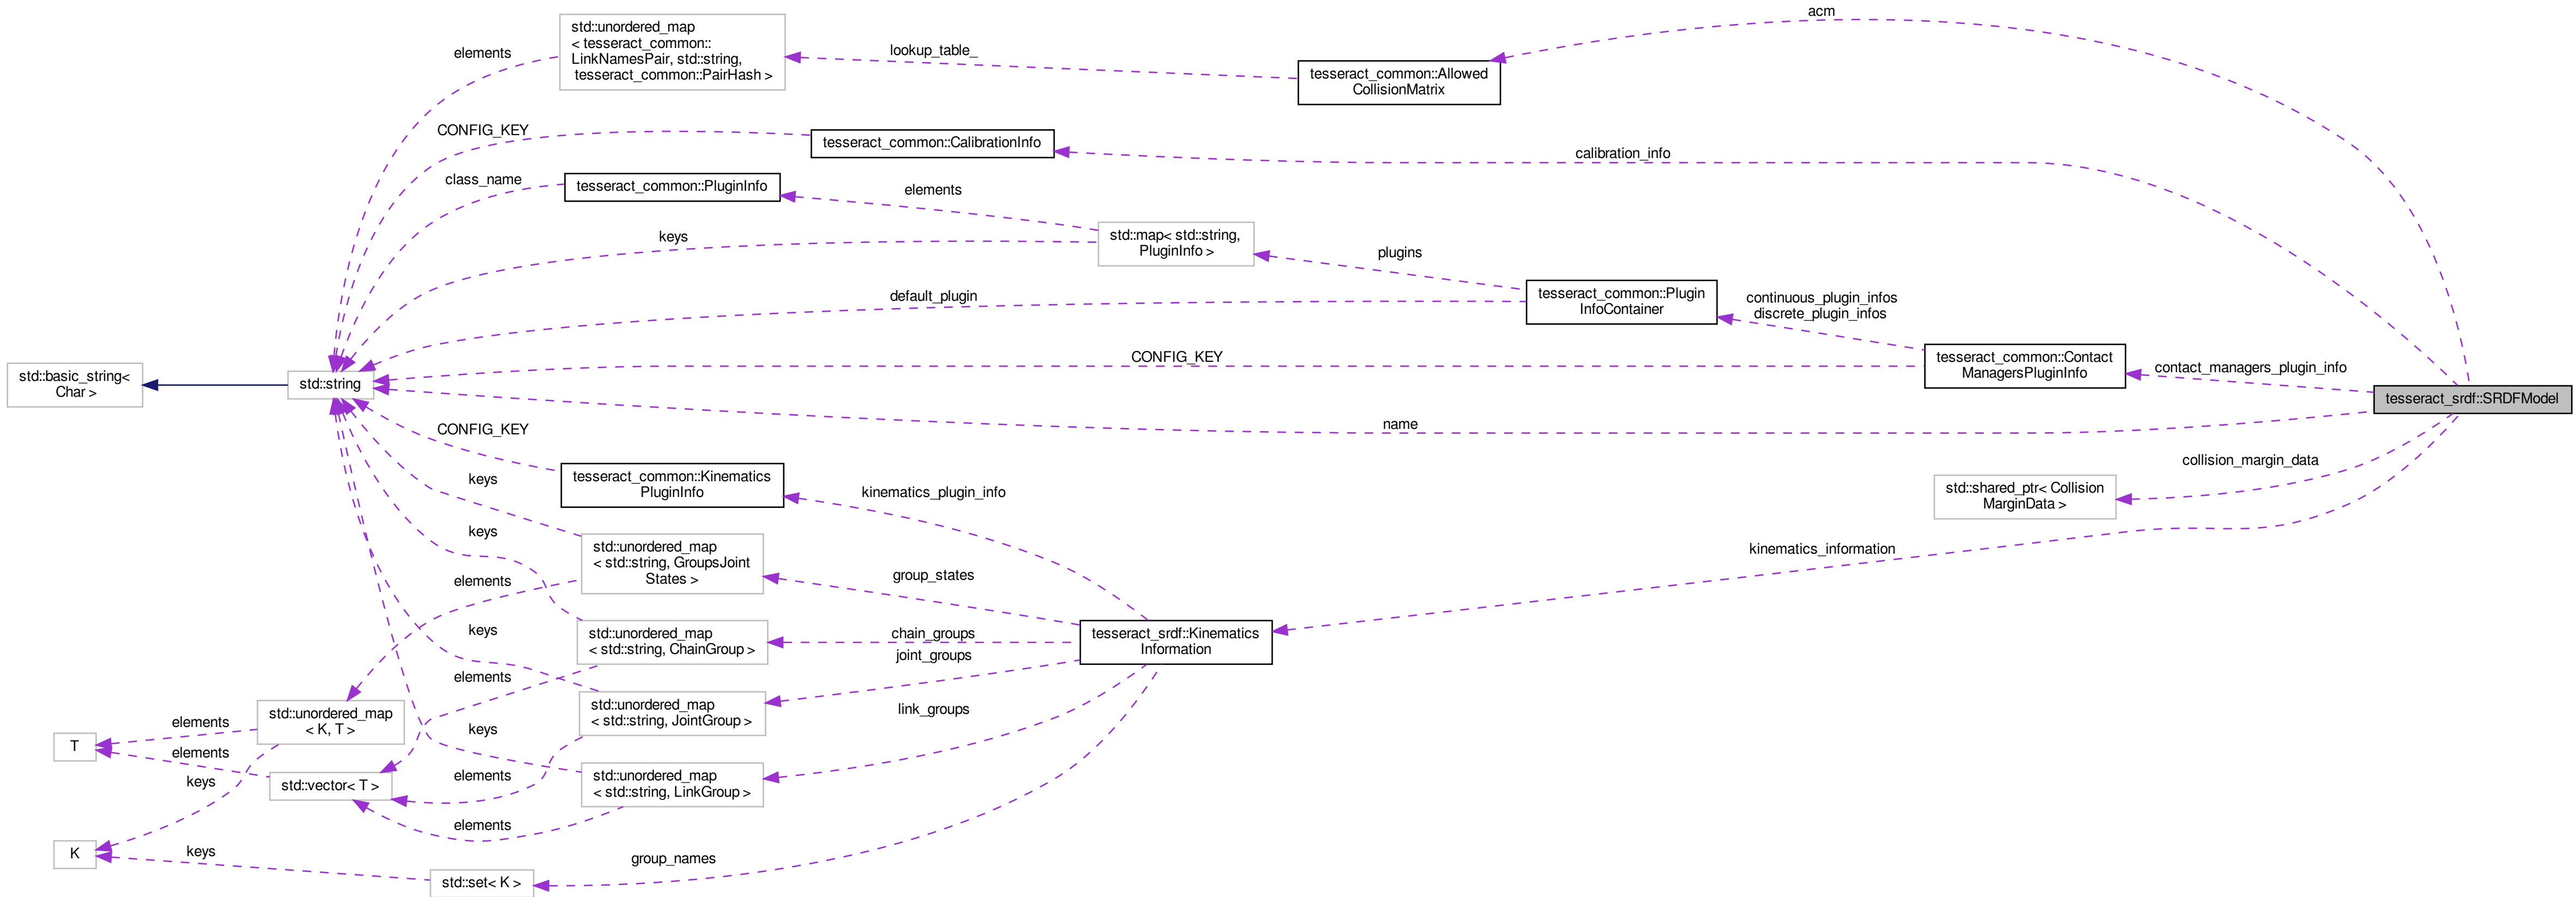 acm
std::unordered_map
< tesseract_common::
LinkNamesPair, std::string,
tesseract_common::PairHash >
elements
lookup_table_
tesseract_common::Allowed
CollisionMatrix
CONFIG_KEY
tesseract_common::CalibrationInfo
calibration_info
class_name
tesseract_common::PluginInfo
elements
keys
std::map< std::string,
PluginInfo >
plugins
default_plugin
tesseract_common::Plugin
InfoContainer
continuous_plugin_infos
discrete_plugin_infos
CONFIG_KEY
tesseract_common::Contact
ManagersPluginInfo
contact_managers_plugin_info
std::basic_string<
Char >
std::string
tesseract_srdf::SRDFModel
name
CONFIG_KEY
tesseract_common::Kinematics
PluginInfo
kinematics_plugin_info
collision_margin_data
std::shared_ptr< Collision
MarginData >
keys
keys
std::unordered_map
< std::string, GroupsJoint
States >
group_states
kinematics_information
elements
keys
std::unordered_map
< std::string, ChainGroup >
chain_groups
joint_groups
tesseract_srdf::Kinematics
Information
elements
std::unordered_map
< std::string, JointGroup >
link_groups
std::unordered_map
< K, T >
elements
keys
T
elements
std::vector< T >
keys
elements
std::unordered_map
< std::string, LinkGroup >
elements
K
keys
group_names
std::set< K >